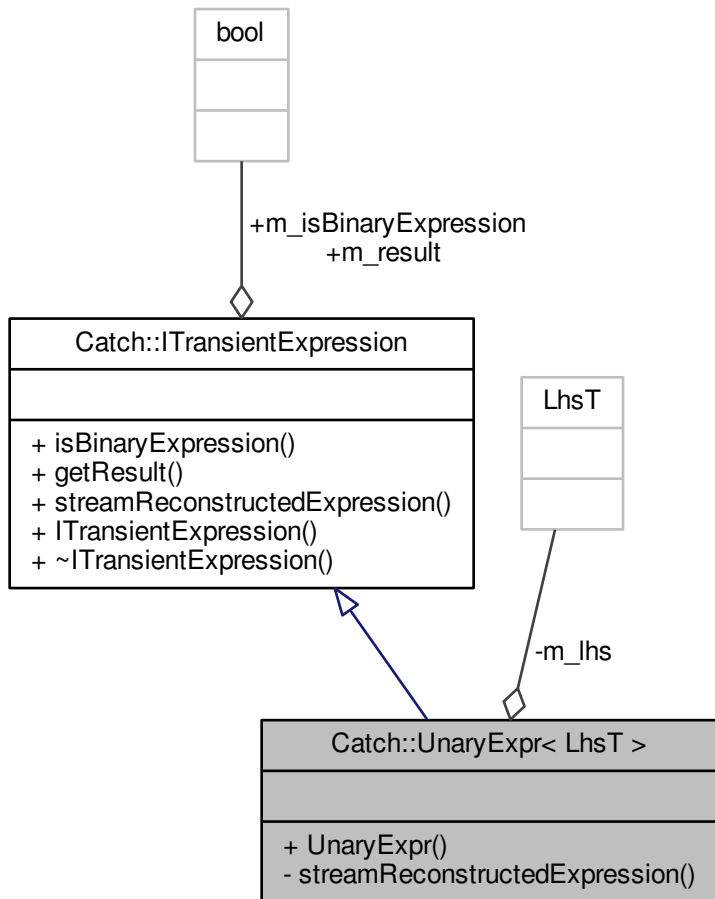 bool
+m_isBinaryExpression
+m_result
Catch::ITransientExpression
+ isBinaryExpression()
+ getResult()
+ streamReconstructedExpression()
+ ITransientExpression()
+ ~ITransientExpression()
LhsT
-m_lhs
Catch::UnaryExpr< LhsT >
+ UnaryExpr()
- streamReconstructedExpression()